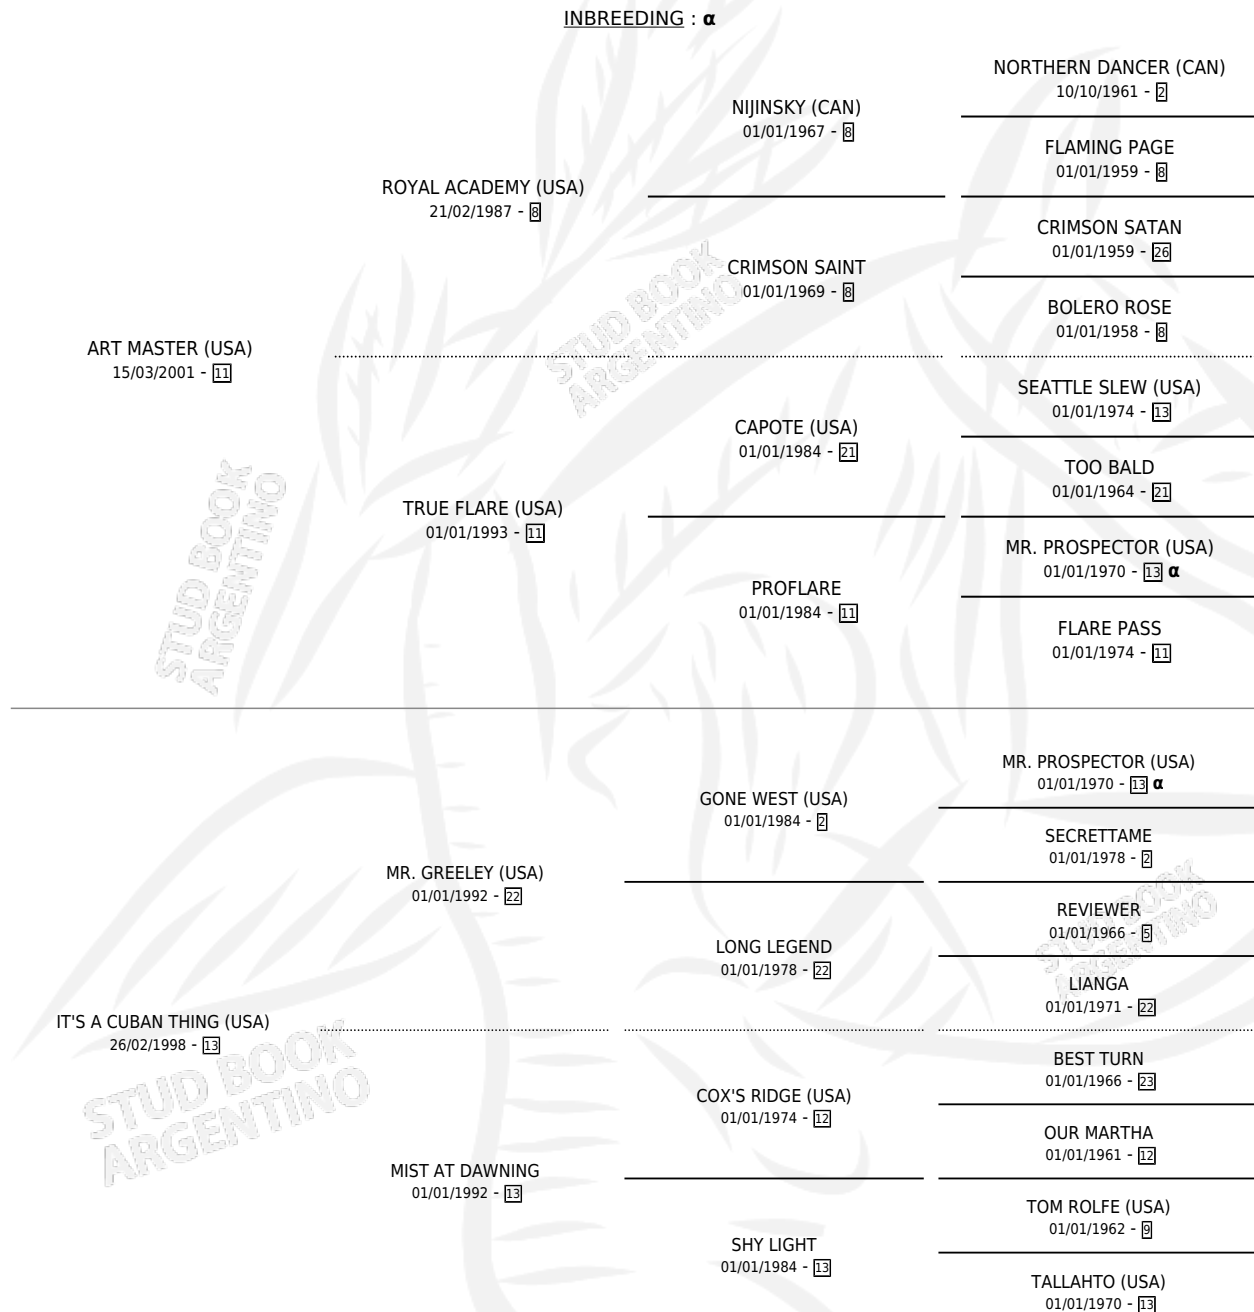 INBREEDING : α
NORTHERN DANCER (CAN)
10/10/1961 - 2
NIJINSKY (CAN)
01/01/1967 - 8
FLAMING PAGE
01/01/1959 - 8
ROYAL ACADEMY (USA)
21/02/1987 - 8
CRIMSON SATAN
01/01/1959 - 26
CRIMSON SAINT
01/01/1969 - 8
BOLERO ROSE
01/01/1958 - 8
ART MASTER (USA)
15/03/2001 - 11
SEATTLE SLEW (USA)
01/01/1974 - 13
CAPOTE (USA)
01/01/1984 - 21
TOO BALD
01/01/1964 - 21
TRUE FLARE (USA)
01/01/1993 - 11
MR. PROSPECTOR (USA)
01/01/1970 - 13 α
PROFLARE
01/01/1984 - 11
FLARE PASS
01/01/1974 - 11
MR. PROSPECTOR (USA)
01/01/1970 - 13 α
GONE WEST (USA)
01/01/1984 - 2
SECRETTAME
01/01/1978 - 2
MR. GREELEY (USA)
01/01/1992 - 22
REVIEWER
01/01/1966 - 5
LONG LEGEND
01/01/1978 - 22
LIANGA
01/01/1971 - 22
IT'S A CUBAN THING (USA)
26/02/1998 - 13
BEST TURN
01/01/1966 - 23
COX'S RIDGE (USA)
01/01/1974 - 12
OUR MARTHA
01/01/1961 - 12
MIST AT DAWNING
01/01/1992 - 13
TOM ROLFE (USA)
01/01/1962 - 9
SHY LIGHT
01/01/1984 - 13
TALLAHTO (USA)
01/01/1970 - 13
STUD BOOK
ARGENTINO
STUD BOOK
ARGENTINO
STUD BOOK
ARGENTINO
STUD BOOK
ARGENTINO